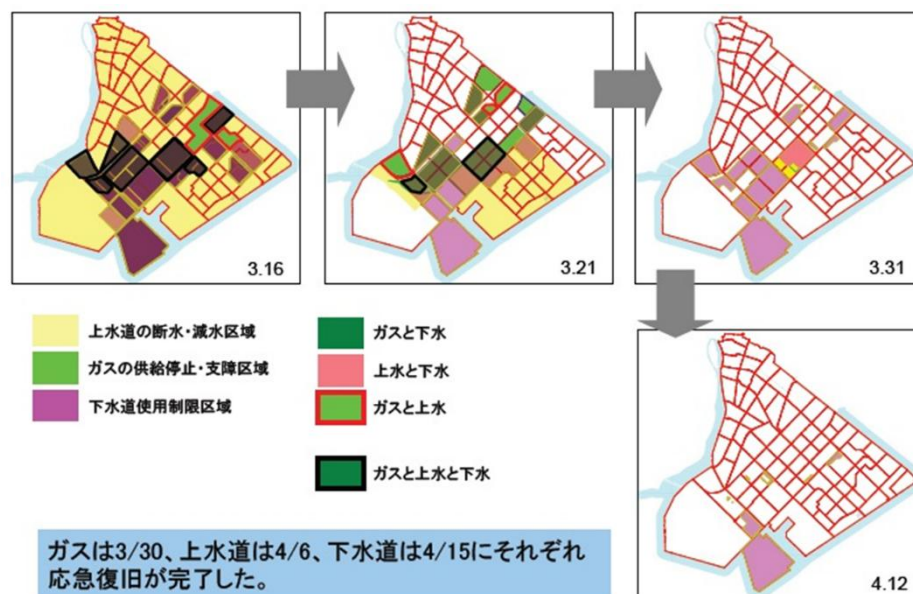 3.16
3.21
3.31
上水道の断水・減水区域
ガスの供給停止・支障区域
下水道使用制限区域
ガスと下水
上水と下水
ガスと上水
ガスと上水と下水
ガスは3/30、上水道は4/6、下水道は4/15にそれぞれ
応急復旧が完了した。
4.12